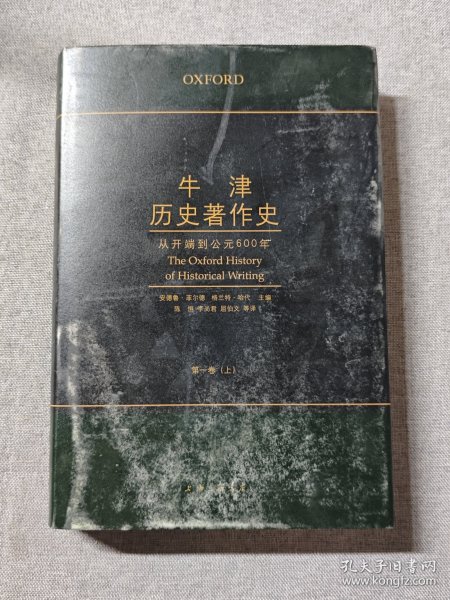 OXFORD
牛津
历史著作史
从开端到公元600年
The Oxford History
of Historical Writing
安德鲁·菲尔德 格兰特·哈代 主编
陈恒 李尚君 屈伯文 等译
第一卷（上）
孔夫子旧书网
www.kongfz.com